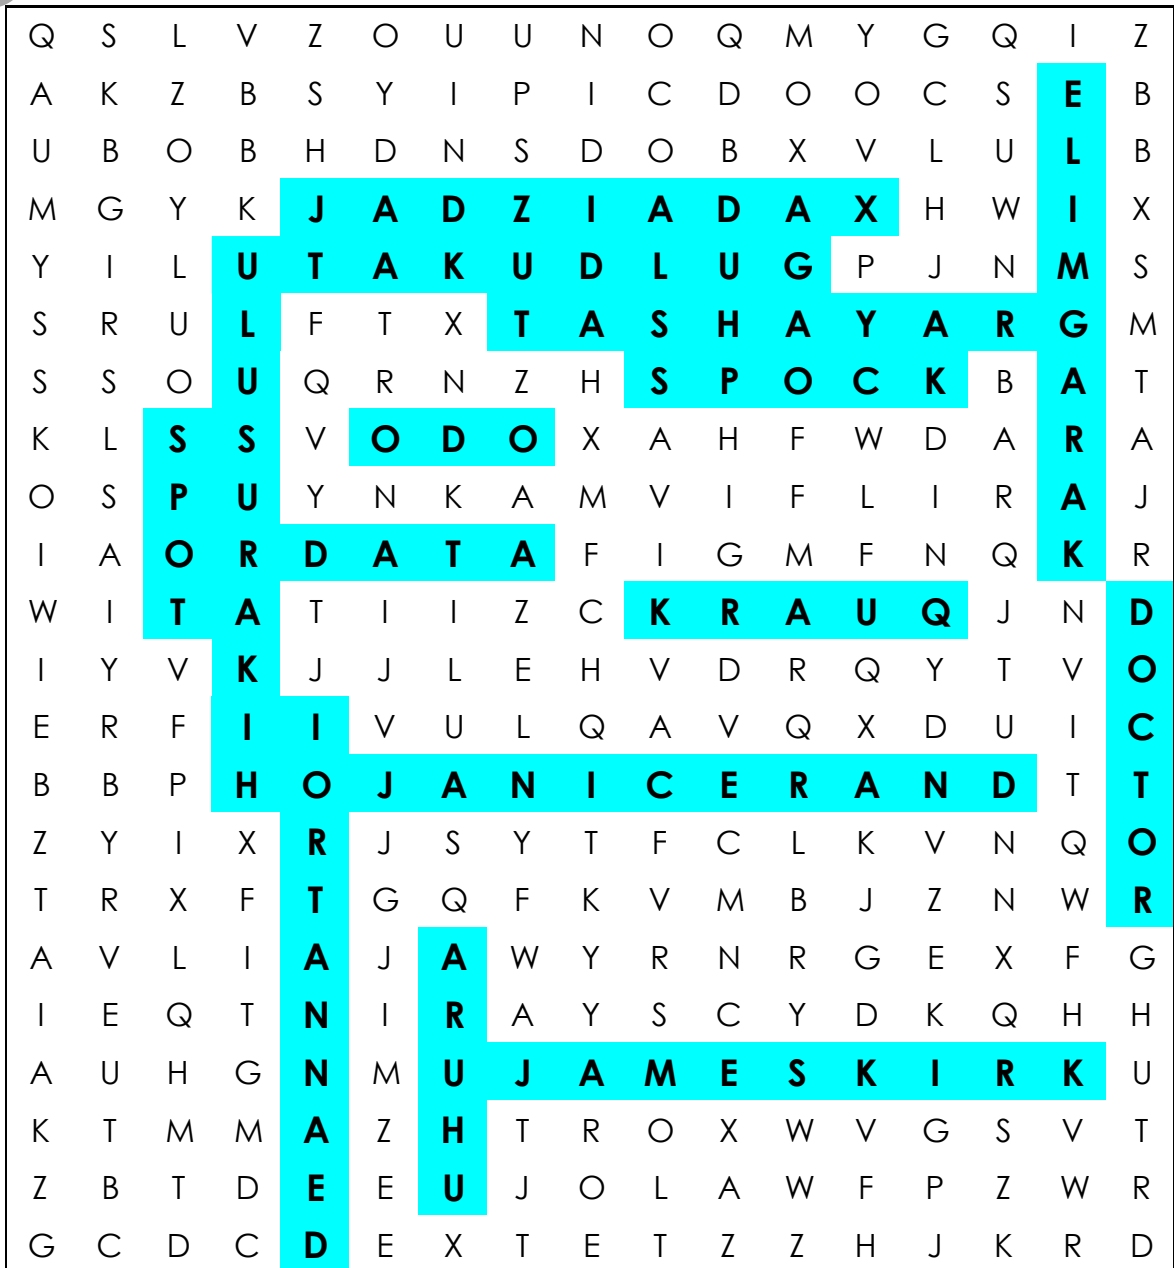 Q S L V Z O U U N O Q M Y G Q I Z
A K Z B S Y I P I C D O O C S E B
U B O B H D N S D O B X V L U L B
M G Y K J A D Z I A D A X H W I X
Y I L U T A K U D L U G P J N M S
S R U L F T X T A S H A Y A R G M
S S O U Q R N Z H S P O C K B A T
K L S S V O D O X A H F W D A R A
O S P U Y N K A M V I F L I R A J
I A O R D A T A F I G M F N Q K R
W I T A T I I Z C K R A U Q J N D
I Y V K J J L E H V D R Q Y T V O
E R F I I V U L Q A V Q X D U I C
B B P H O J A N I C E R A N D T T
Z Y I X R J S Y T F C L K V N Q O
T R X F T G Q F K V M B J Z N W R
A V L I A J A W Y R N R G E X F G
I E Q T N I R A Y S C Y D K Q H H
A U H G N M U J A M E S K I R K U
K T M M A Z H T R O X W V G S V T
Z B T D E E U J O L A W F P Z W R
G C D C D E X T E T Z Z H J K R D